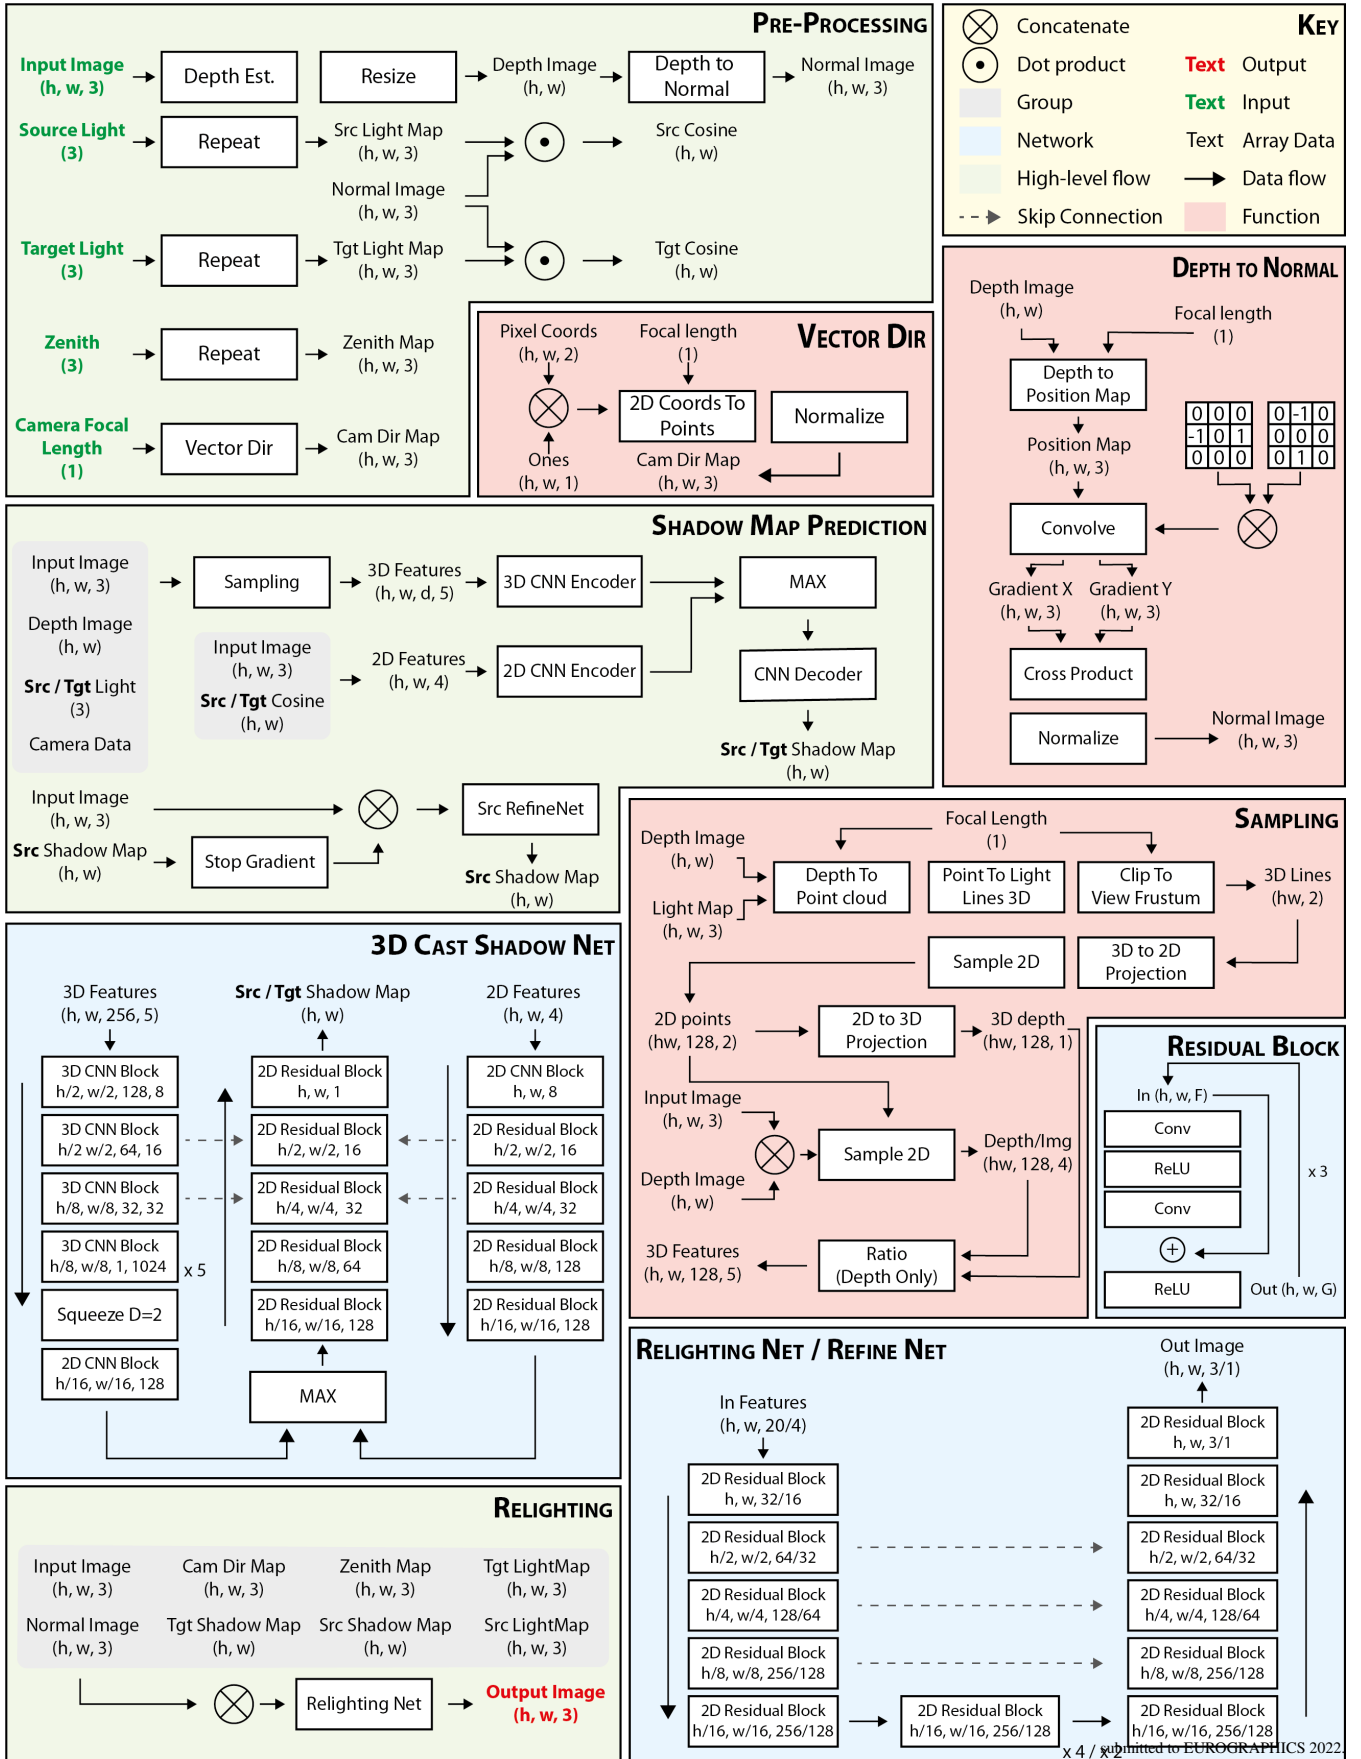 PRE-PROCESSING
Input Image
(h, w, 3)
Depth Est.
Resize
Depth Image
(h, w)
Depth to
Normal
Normal Image
(h, w, 3)
Source Light
(3)
Repeat
Src Light Map
(h, w, 3)
Src Cosine
(h, w)
Normal Image
(h, w, 3)
Target Light
(3)
Repeat
Tgt Light Map
(h, w, 3)
Tgt Cosine
(h, w)
Zenith
(3)
Repeat
Zenith Map
(h, w, 3)
Camera Focal
Length
(1)
Vector Dir
Cam Dir Map
(h, w, 3)
KEY
Concatenate
Dot product
Text Output
Group
Text Input
Network
Text Array Data
High-level flow
Data flow
Skip Connection
Function
VECTOR DIR
Pixel Coords
(h, w, 2)
Focal length
(1)
2D Coords To
Points
Normalize
Ones
(h, w, 1)
Cam Dir Map
(h, w, 3)
DEPTH TO NORMAL
Depth Image
(h, w)
Focal length
(1)
Depth to
Position Map
0 0 0
-1 0 1
0 0 0
0 -1 0
0 0 0
0 1 0
Position Map
(h, w, 3)
Convolve
Gradient X
(h, w, 3)
Gradient Y
(h, w, 3)
Cross Product
Normalize
Normal Image
(h, w, 3)
SHADOW MAP PREDICTION
Input Image
(h, w, 3)
Depth Image
(h, w)
Src / Tgt Light
(3)
Camera Data
Sampling
3D Features
(h, w, d, 5)
3D CNN Encoder
MAX
Input Image
(h, w, 3)
Src / Tgt Cosine
(h, w)
2D Features
(h, w, 4)
2D CNN Encoder
CNN Decoder
Src / Tgt Shadow Map
(h, w)
Input Image
(h, w, 3)
Src Shadow Map
(h, w)
Stop Gradient
Src RefineNet
Src Shadow Map
(h, w)
SAMPLING
Focal Length
(1)
Depth Image
(h, w)
Light Map
(h, w, 3)
Depth To
Point cloud
Point To Light
Lines 3D
Clip To
View Frustum
3D Lines
(hw, 2)
Sample 2D
3D to 2D
Projection
2D points
(hw, 128, 2)
2D to 3D
Projection
3D depth
(hw, 128, 1)
Input Image
(h, w, 3)
Depth Image
(h, w)
Sample 2D
Depth/Img
(hw, 128, 4)
3D Features
(h, w, 128, 5)
Ratio
(Depth Only)
3D CAST SHADOW NET
3D Features
(h, w, 256, 5)
Src / Tgt Shadow Map
(h, w)
2D Features
(h, w, 4)
3D CNN Block
h/2, w/2, 128, 8
3D CNN Block
h/2 w/2, 64, 16
3D CNN Block
h/8, w/8, 32, 32
3D CNN Block
h/8, w/8, 1, 1024
x 5
Squeeze D=2
2D CNN Block
h/16, w/16, 128
2D Residual Block
h, w, 1
2D Residual Block
h/2, w/2, 16
2D Residual Block
h/4, w/4, 32
2D Residual Block
h/8, w/8, 64
2D Residual Block
h/16, w/16, 128
MAX
2D CNN Block
h, w, 8
2D Residual Block
h/2, w/2, 16
2D Residual Block
h/4, w/4, 32
2D Residual Block
h/8, w/8, 128
2D Residual Block
h/16, w/16, 128
RESIDUAL BLOCK
In (h, w, F)
Conv
ReLU
Conv
+
ReLU
x 3
Out (h, w, G)
RELIGHTING NET / REFINE NET
In Features
(h, w, 20/4)
2D Residual Block
h, w, 32/16
2D Residual Block
h/2, w/2, 64/32
2D Residual Block
h/4, w/4, 128/64
2D Residual Block
h/8, w/8, 256/128
2D Residual Block
h/16, w/16, 256/128
2D Residual Block
h/16, w/16, 256/128
x 4 / x 2
Out Image
(h, w, 3/1)
2D Residual Block
h, w, 3/1
2D Residual Block
h, w, 32/16
2D Residual Block
h/2, w/2, 64/32
2D Residual Block
h/4, w/4, 128/64
2D Residual Block
h/8, w/8, 256/128
2D Residual Block
h/16, w/16, 256/128
RELIGHTING
Input Image
(h, w, 3)
Cam Dir Map
(h, w, 3)
Zenith Map
(h, w, 3)
Tgt LightMap
(h, w, 3)
Normal Image
(h, w, 3)
Tgt Shadow Map
(h, w)
Src Shadow Map
(h, w)
Src LightMap
(h, w, 3)
Relighting Net
Output Image
(h, w, 3)
submitted to EUROGRAPHICS 2022.